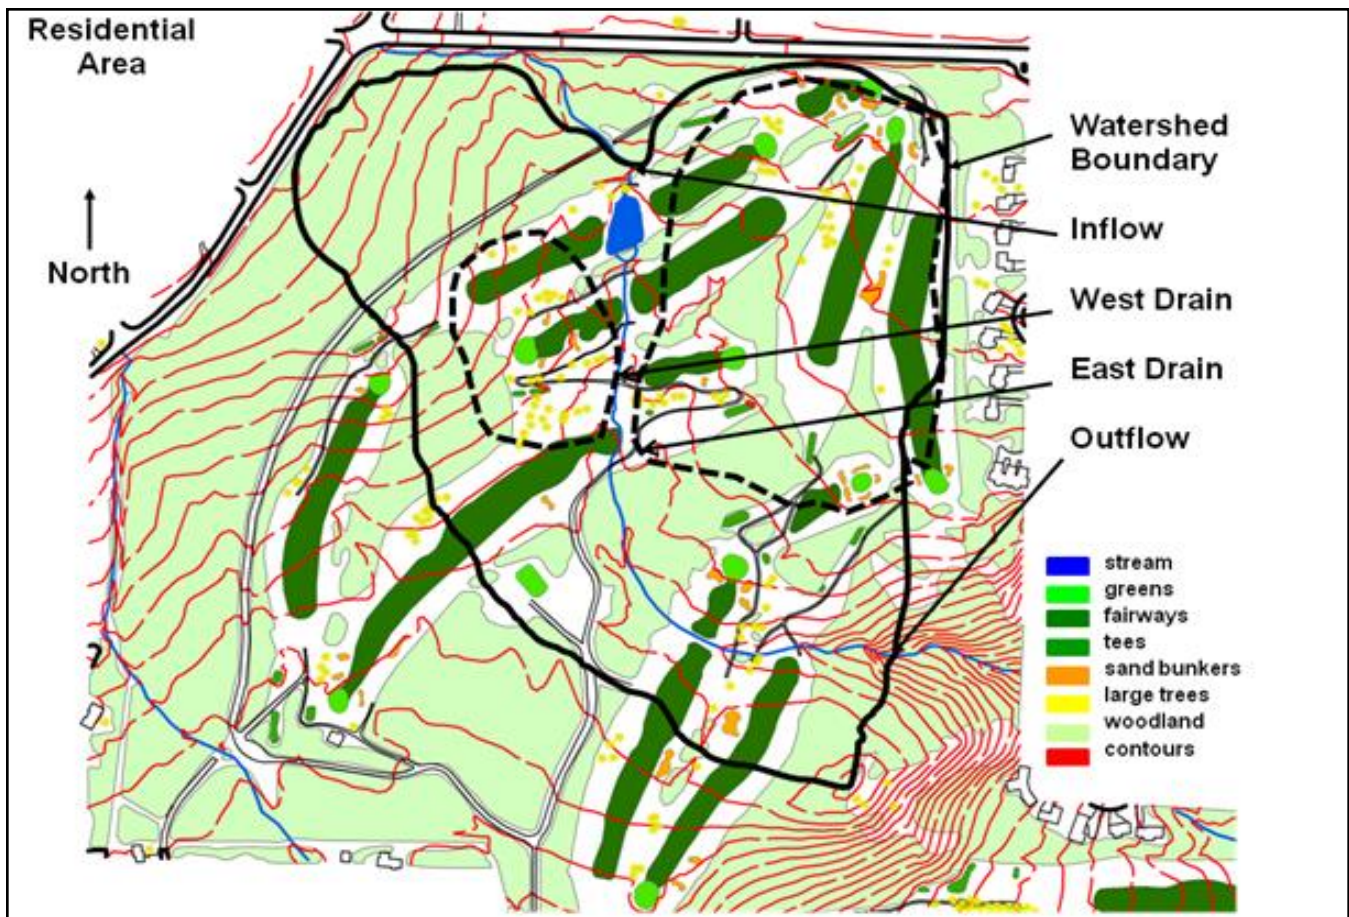 Residential
Area
North
Watershed
Boundary
Inflow
West Drain
East Drain
Outflow
stream
greens
fairways
tees
sand bunkers
large trees
woodland
contours